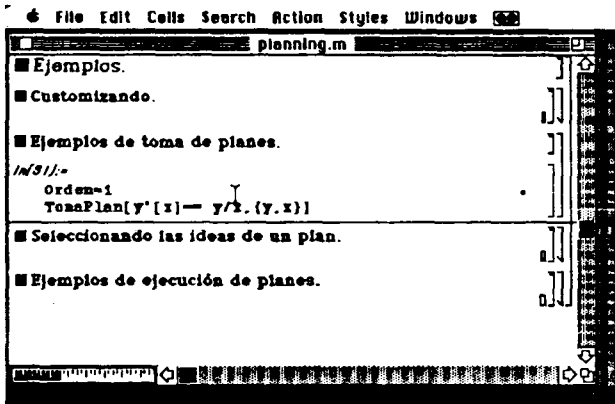 File Edit Cells Search Action Styles Windows
planning.m
Ejemplos.
Customizando.
Ejemplos de toma de planes.
In[31]:=
Orden=1
TomaPlan[y'[x]== y/x,{y,x}]
Seleccionando las ideas de un plan.
Ejemplos de ejecución de planes.